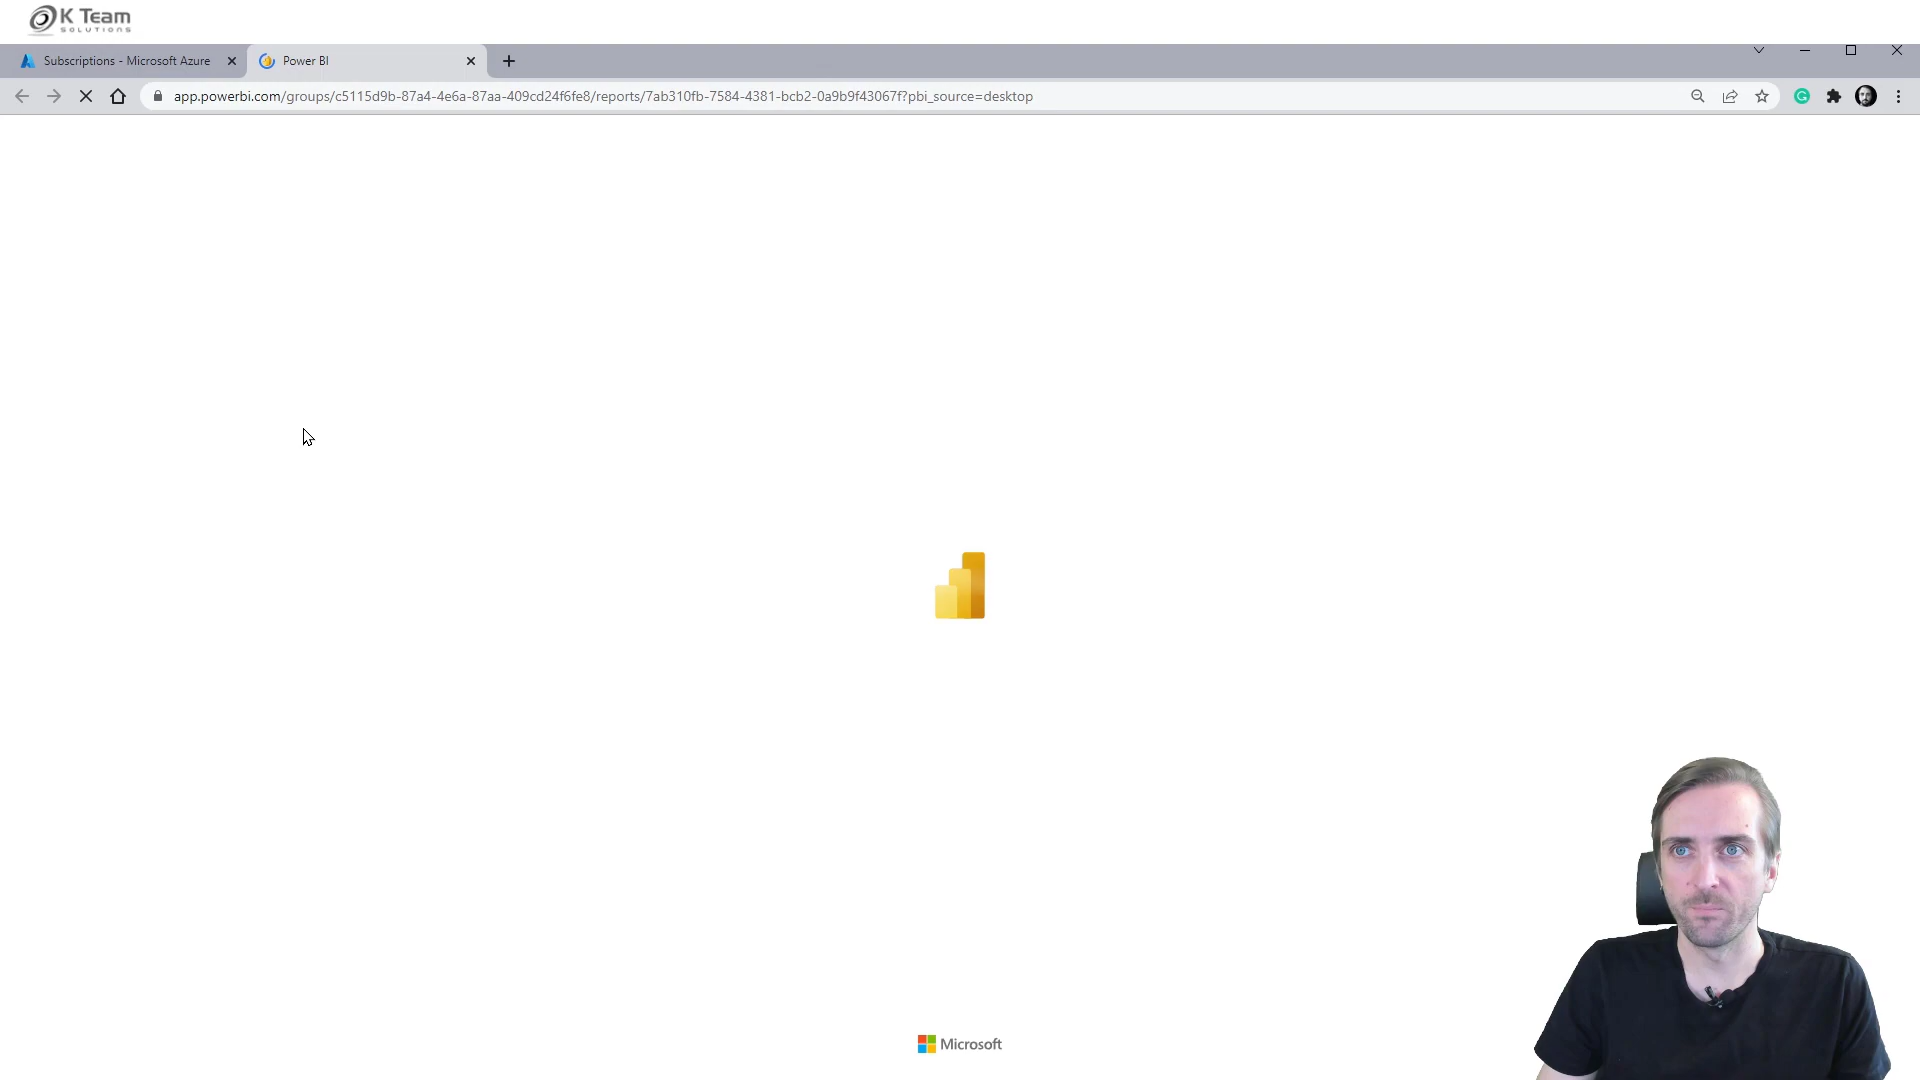 K Team
SOLUTIONS
Subscriptions - Microsoft Azure
Power BI
app.powerbi.com/groups/c5115d9b-87a4-4e6a-87aa-409cd24f6fe8/reports/7ab310fb-7584-4381-bcb2-0a9b9f43067f?pbi_source=desktop
Microsoft